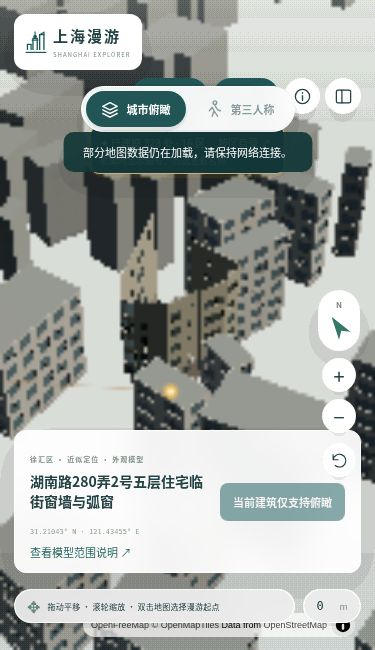 上海漫游
SHANGHAI EXPLORER
城市俯瞰
第三人称
部分地图数据仍在加载，请保持网络连接。
N
+
−
徐汇区 · 近似定位 · 外观模型
湖南路280弄2号五层住宅临
街窗墙与弧窗
当前建筑仅支持俯瞰
31.21043° N · 121.43455° E
查看模型范围说明 ↗
拖动平移 · 滚轮缩放 · 双击地图选择漫游起点
0 m
OpenFreeMap © OpenMapTiles Data from OpenStreetMap